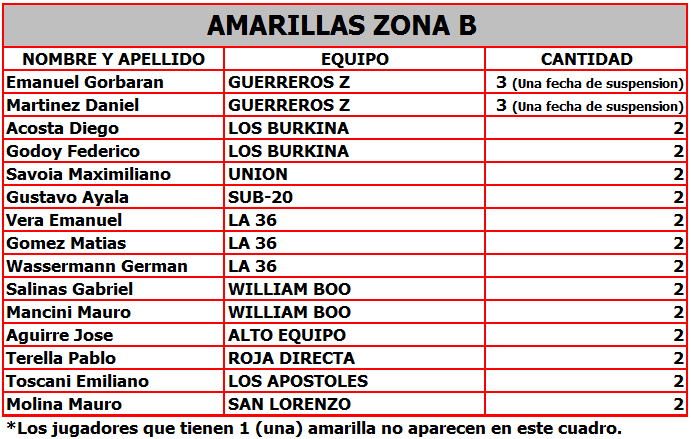 AMARILLAS ZONA B
NOMBRE Y APELLIDO EQUIPO CANTIDAD
Emanuel Gorbaran GUERREROS Z 3 (Una fecha de suspension)
Martinez Daniel GUERREROS Z 3 (Una fecha de suspension)
Acosta Diego LOS BURKINA 2
Godoy Federico LOS BURKINA 2
Savoia Maximiliano UNION 2
Gustavo Ayala SUB-20 2
Vera Emanuel LA 36 2
Gomez Matias LA 36 2
Wassermann German LA 36 2
Salinas Gabriel WILLIAM BOO 2
Mancini Mauro WILLIAM BOO 2
Aguirre Jose ALTO EQUIPO 2
Terella Pablo ROJA DIRECTA 2
Toscani Emiliano LOS APOSTOLES 2
Molina Mauro SAN LORENZO 2
*Los jugadores que tienen 1 (una) amarilla no aparecen en este cuadro.